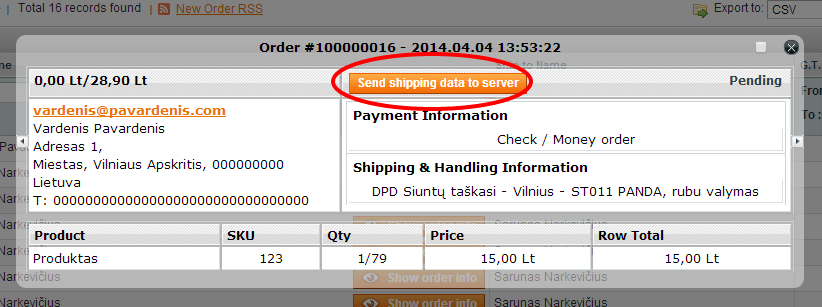 Total 16 records found
New Order RSS
Export to: CSV
Order #100000016 - 2014.04.04 13:53:22
0,00 Lt/28,90 Lt
Send shipping data to server
Pending
vardenis@pavardenis.com
Vardenis Pavardenis
Adresas 1,
Miestas, Vilniaus Apskritis, 000000000
Lietuva
T: 00000000000000000000000000000000
Payment Information
Check / Money order
Shipping & Handling Information
DPD Siuntų taškasi - Vilnius - ST011 PANDA, rubu valymas
Product SKU Qty Price Row Total
Produktas 123 1/79 15,00 Lt 15,00 Lt
Narkevičius Show order info Sarunas Narkevičius
Show order info Sarunas Narkevičius